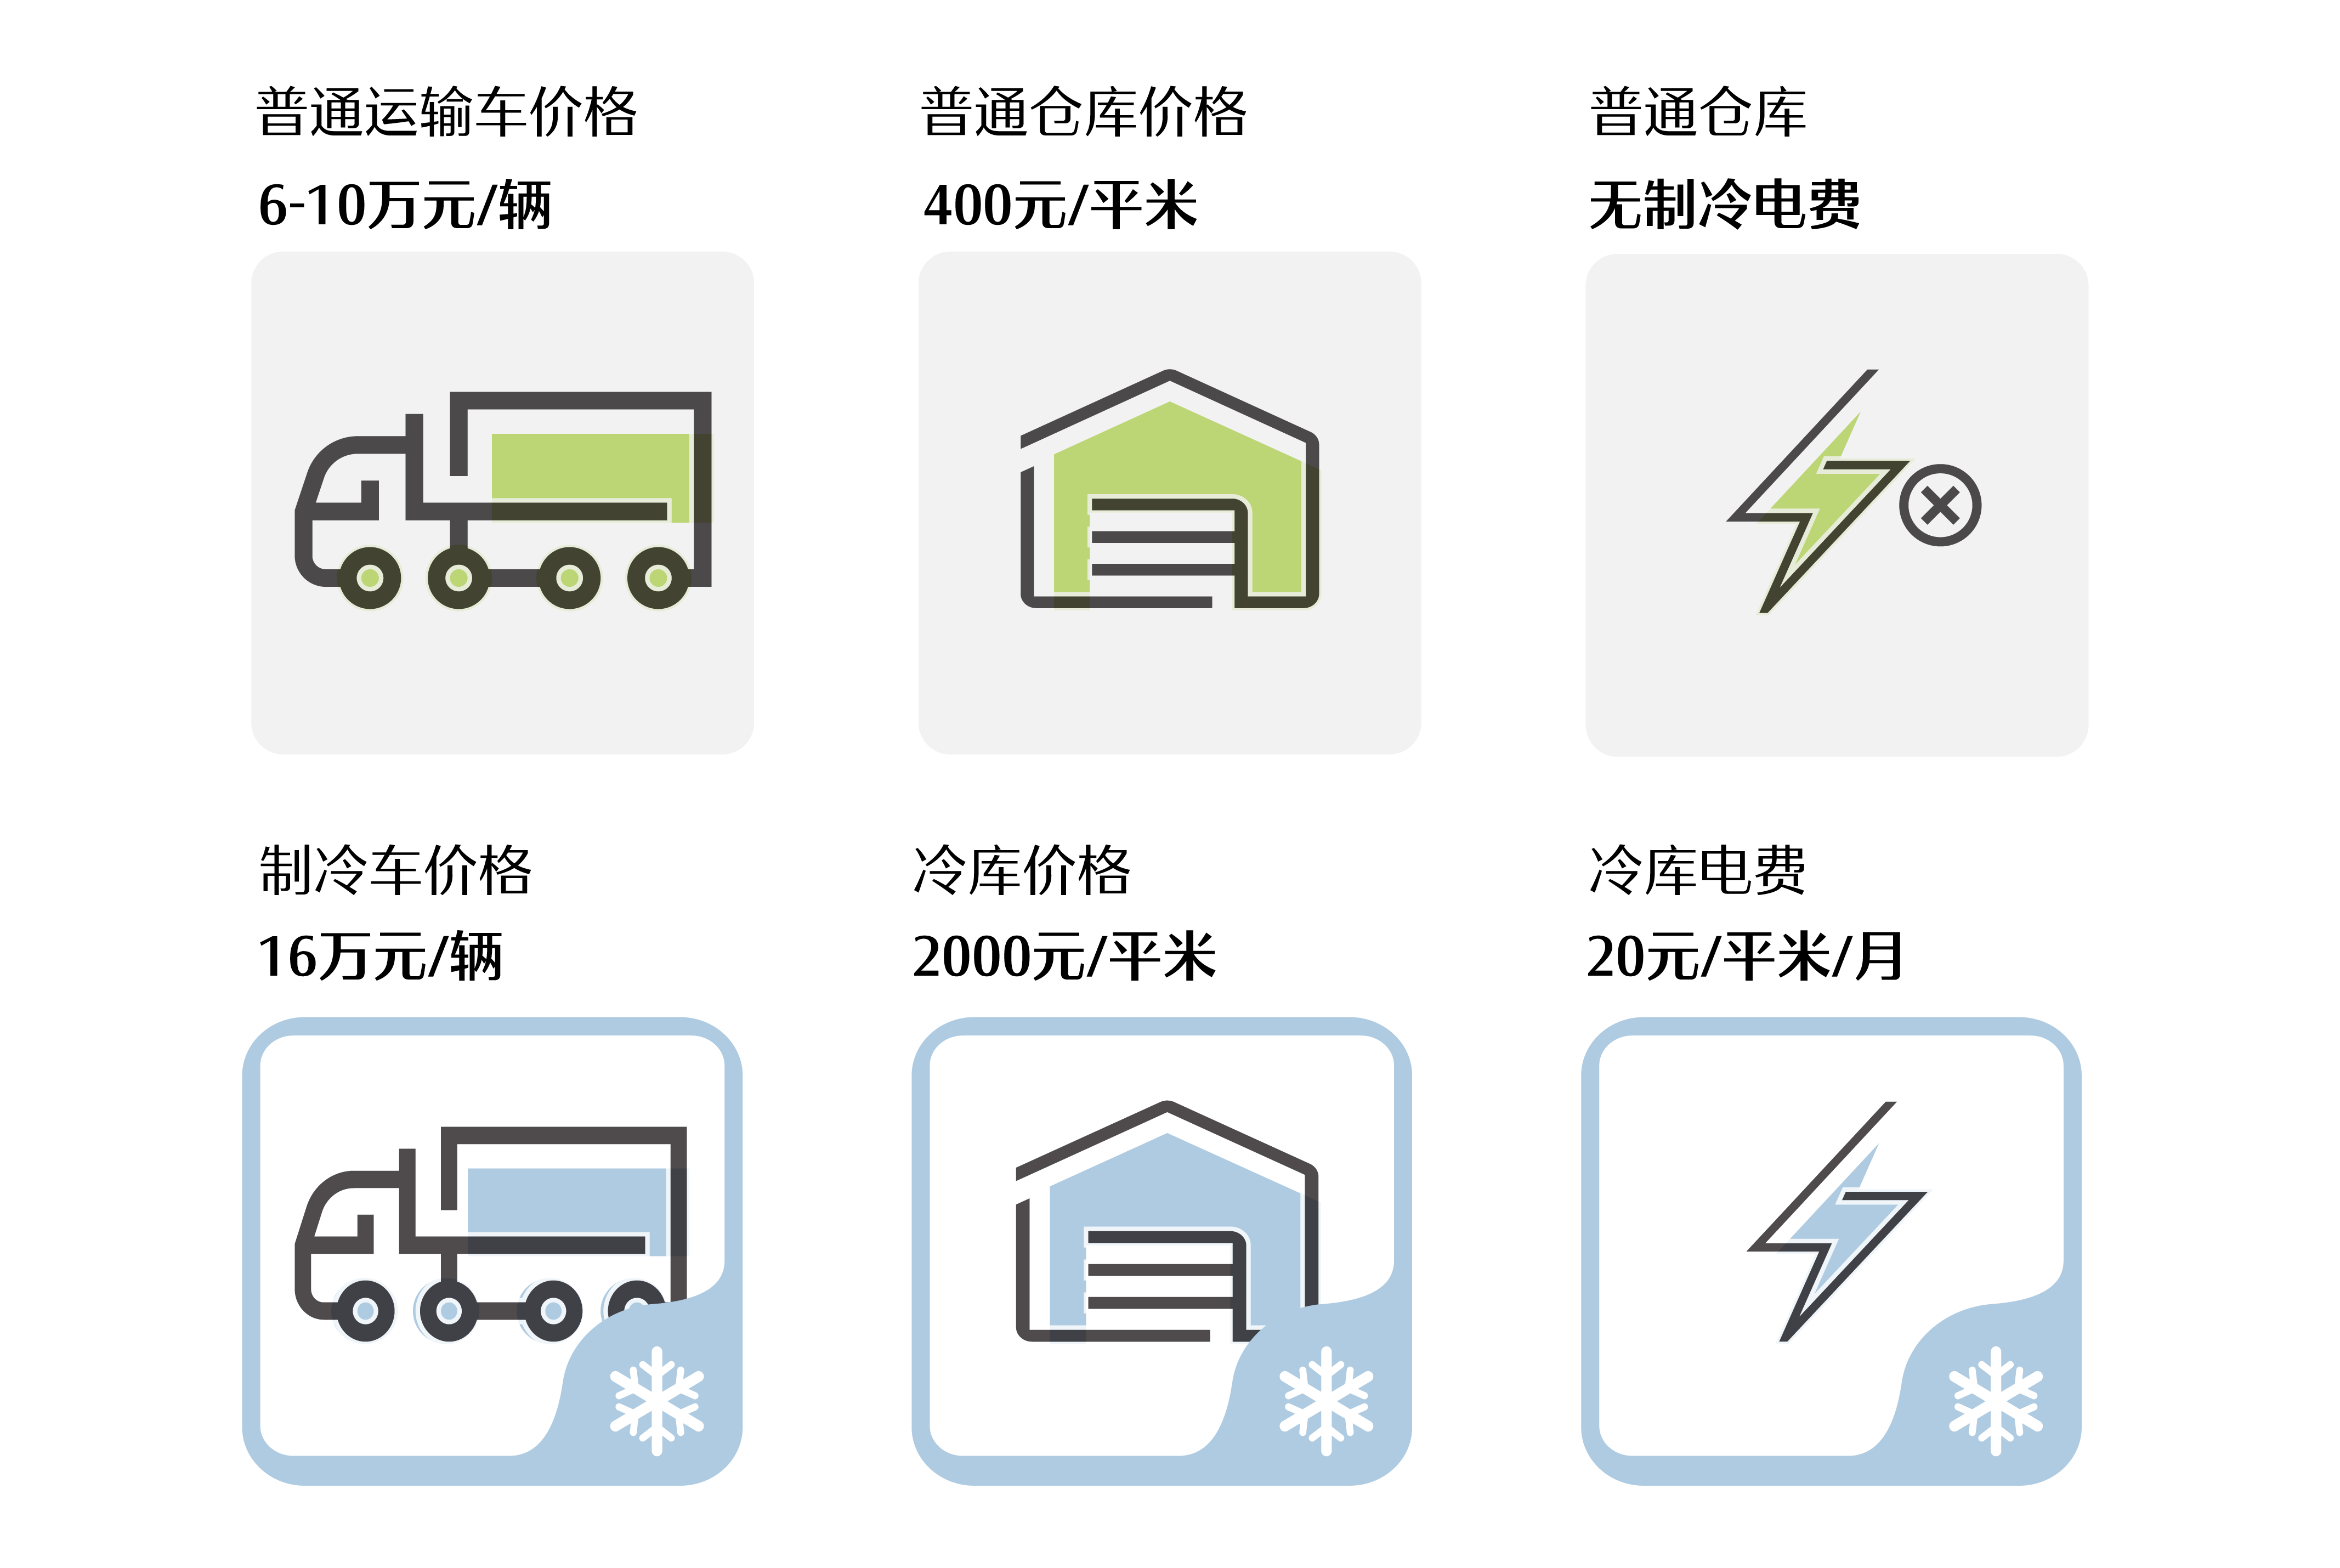 普通运输车价格
6-10万元/辆
普通仓库价格
400元/平米
普通仓库
无制冷电费
制冷车价格
16万元/辆
冷库价格
2000元/平米
冷库电费
20元/平米/月